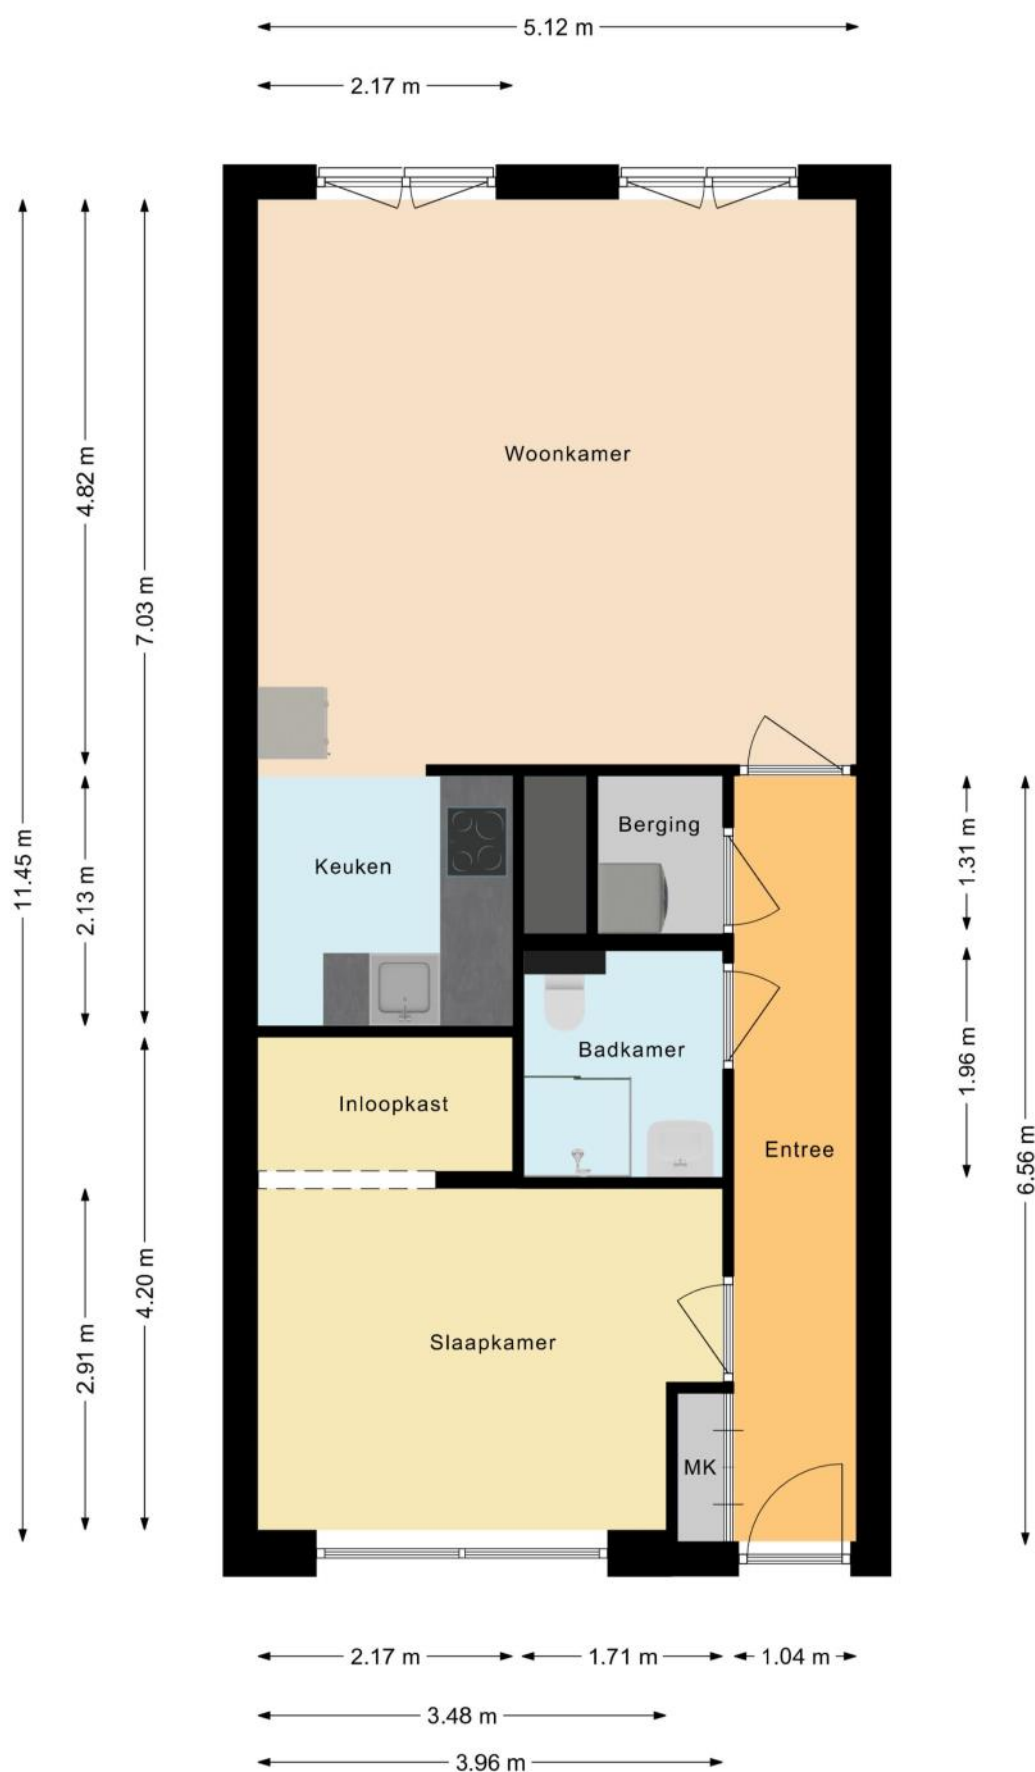 5.12 m
2.17 m
Woonkamer
4.82 m
7.03 m
11.45 m
Berging
Keuken
1.31 m
2.13 m
Badkamer
1.96 m
Inloopkast
Entree
6.56 m
4.20 m
Slaapkamer
2.91 m
MK
2.17 m
1.71 m
1.04 m
3.48 m
3.96 m